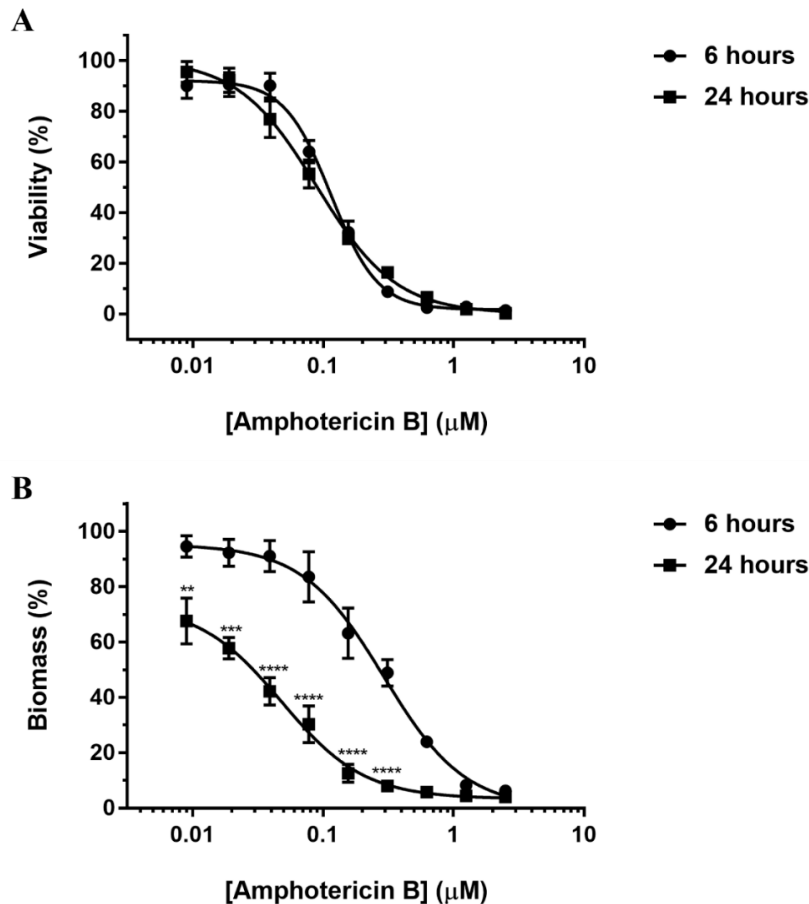 A
6 hours
24 hours
100
80
60
40
20
0
Viability (%)
0.01 0.1 1 10
[Amphotericin B] (μM)
B
6 hours
24 hours
100
80
60
40
20
0
Biomass (%)
**
***
****
****
****
****
0.01 0.1 1 10
[Amphotericin B] (μM)